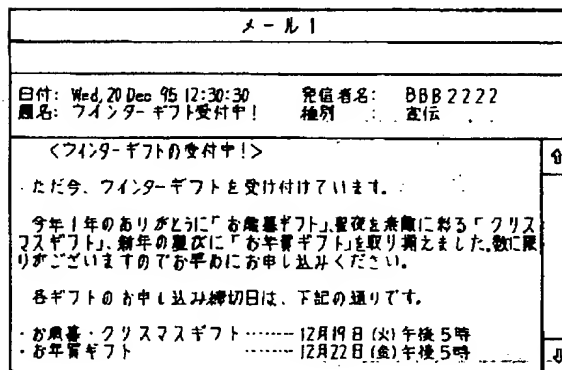 メール1
日付: Wed, 20 Dec 95 12:30:30 発信者名: BBB2222
題名: ウインターギフト受付中! 種別: 宣伝
<ウインターギフトの受付中!>
ただ今、ウインターギフトを受け付けています。
今年1年のありがとうに「お歳暮ギフト」、聖夜を素敵に彩る「クリス
マスギフト」、新年の慶びに「お年賀ギフト」を取り揃えました。数に限
りがございますのでお早めにお申し込みください。
各ギフトのお申し込み締切日は、下記の通りです。
・お歳暮・クリスマスギフト ……… 12月19日(火)午後5時
・お年賀ギフト ……… 12月22日(金)午後5時